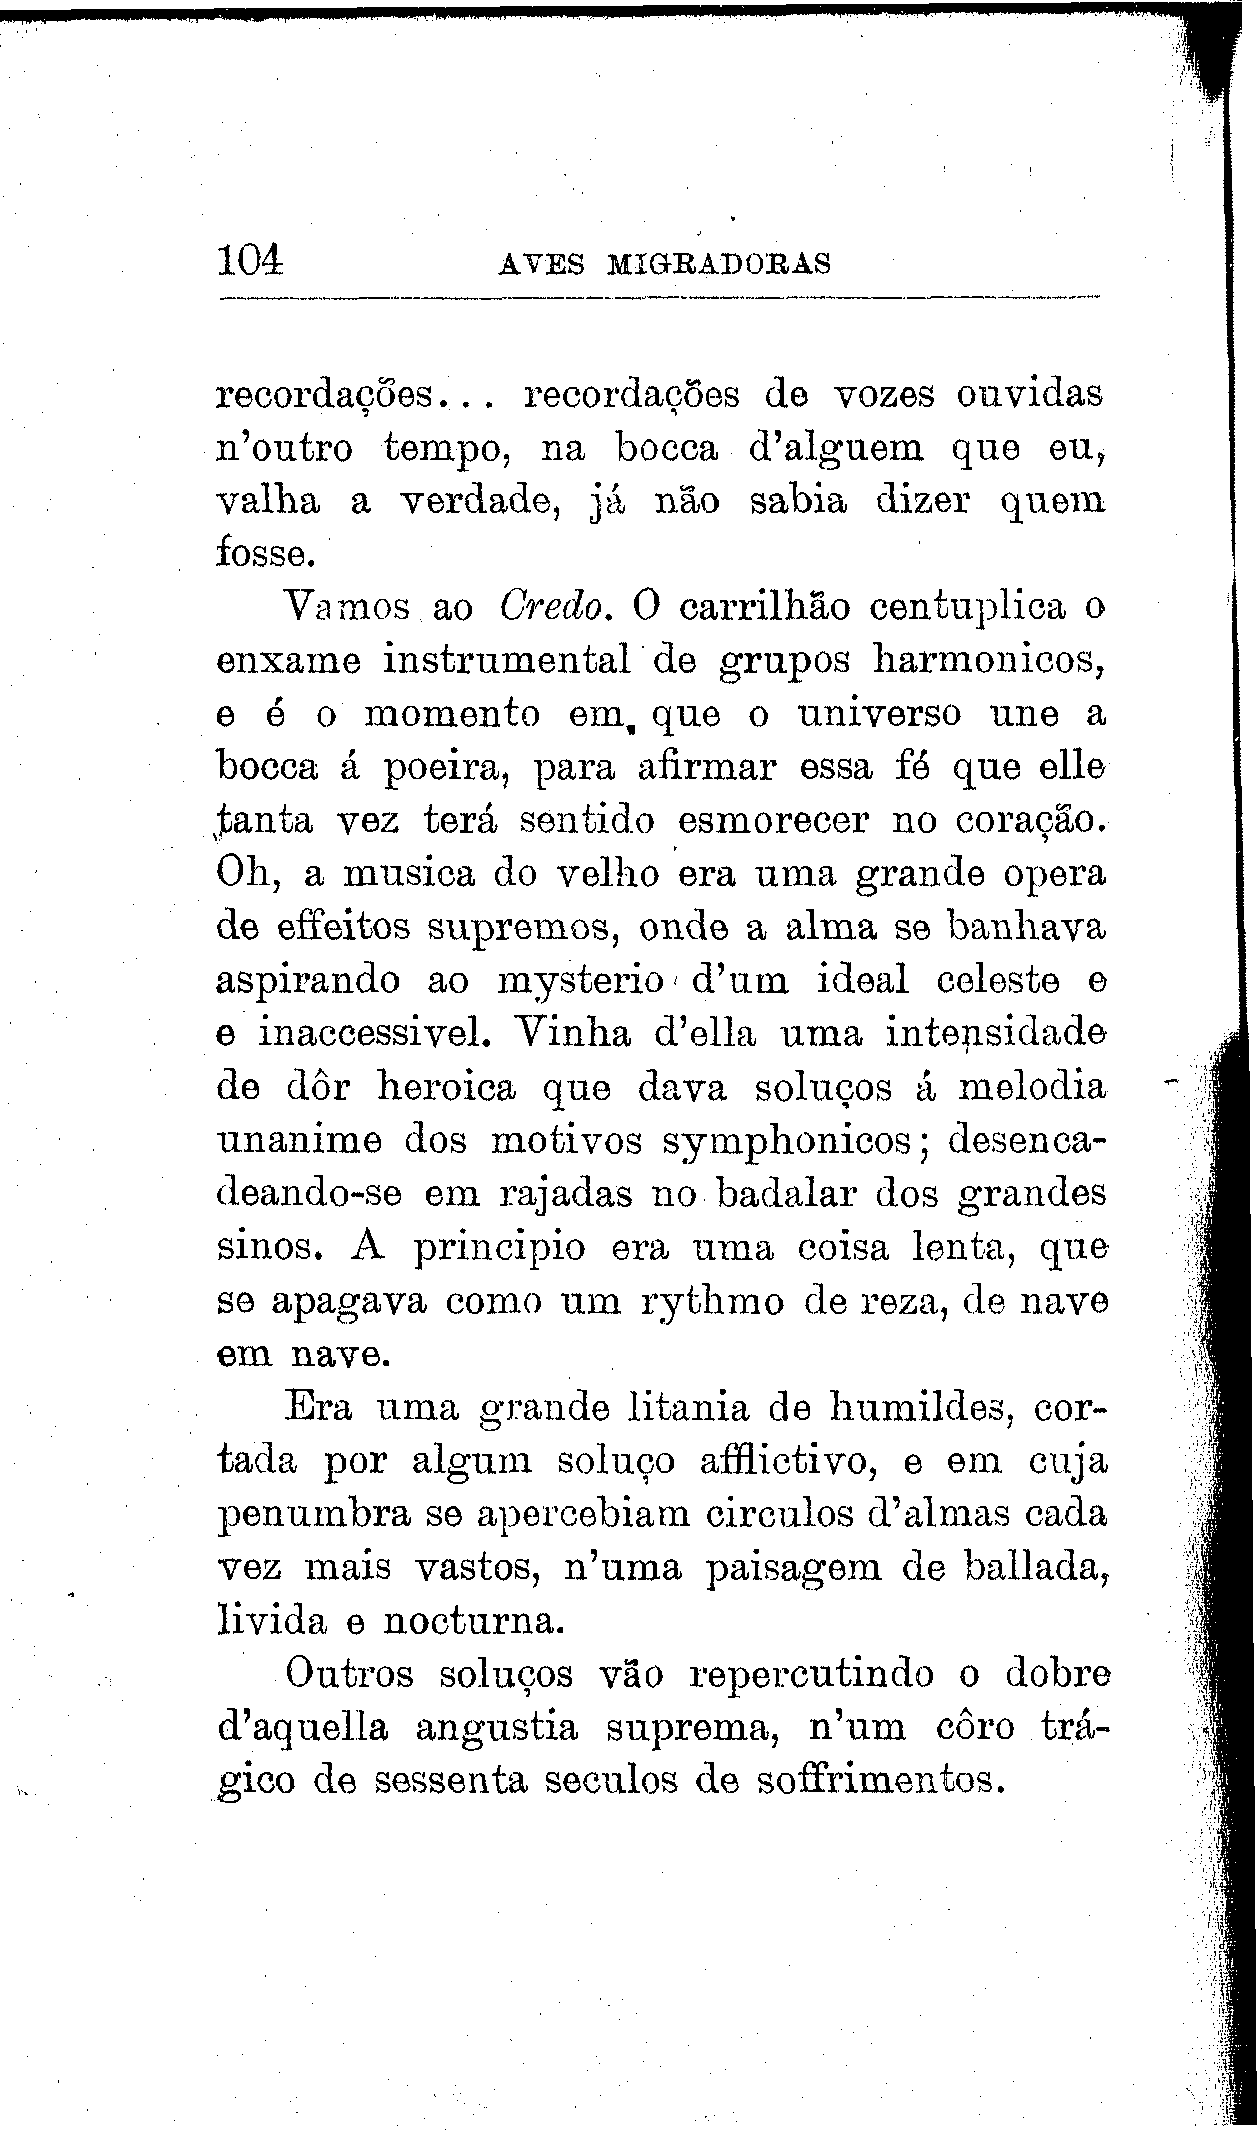 104 AVES MIGRADORAS
recordações... recordações de vozes ouvidas
n'outro tempo, na bocca d'alguem que eu,
valha a verdade, já não sabia dizer quem
fosse.
Vamos ao Credo. O carrilhão centuplica o
enxame instrumental de grupos harmonicos,
e é o momento em que o universo une a
bocca á poeira, para afirmar essa fé que elle
tanta vez terá sentido esmorecer no coração.
Oh, a musica do velho era uma grande opera
de effeitos supremos, onde a alma se banhava
aspirando ao mysterio d'um ideal celeste e
e inaccessivel. Vinha d'ella uma intensidade
de dôr heroica que dava soluços á melodia
unanime dos motivos symphonicos; desenca-
deando-se em rajadas no badalar dos grandes
sinos. A principio era uma coisa lenta, que
se apagava como um rythmo de reza, de nave
em nave.
Era uma grande litania de humildes, cor-
tada por algum soluço afflictivo, e em cuja
penumbra se apercebiam circulos d'almas cada
vez mais vastos, n'uma paisagem de ballada,
livida e nocturna.
Outros soluços vão repercutindo o dobre
d'aquella angustia suprema, n'um côro trá-
gico de sessenta seculos de soffrimentos.